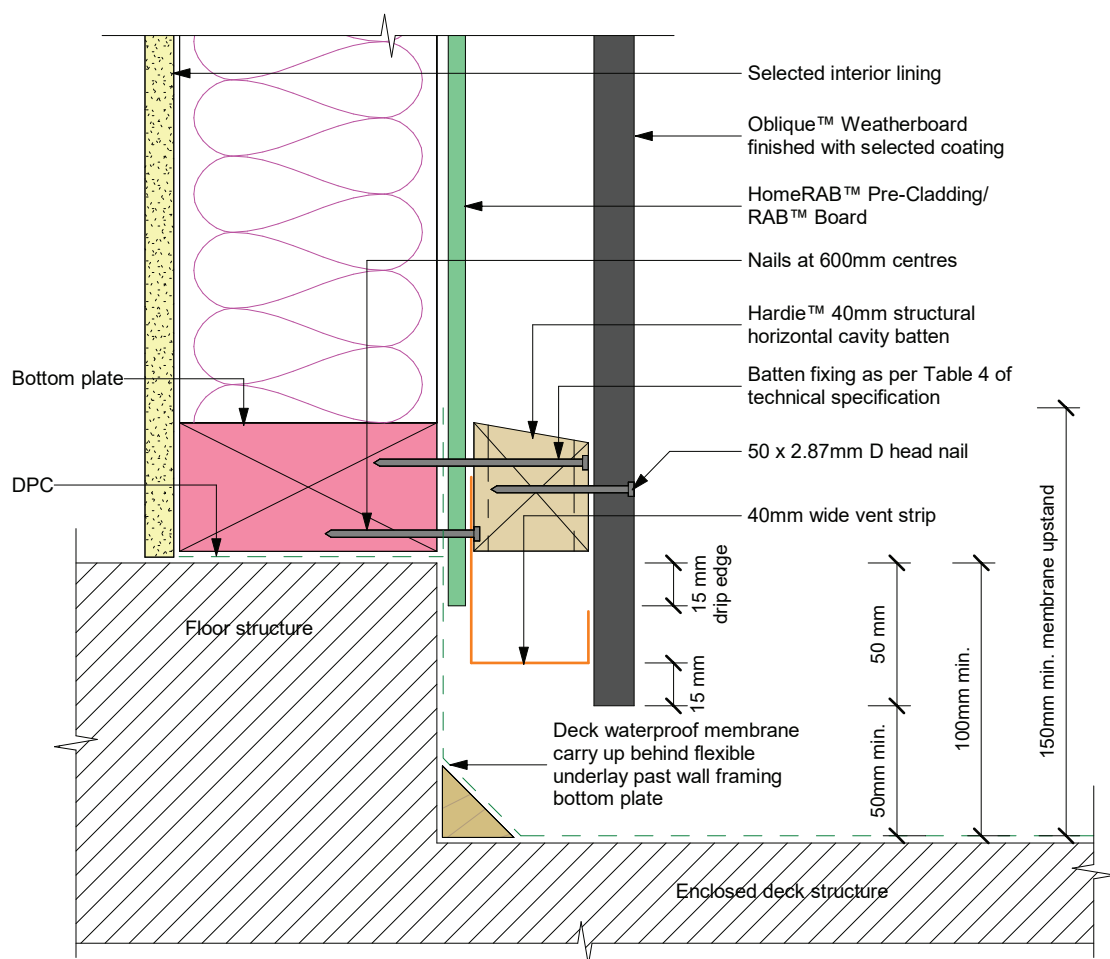 Selected interior lining
Oblique™ Weatherboard
finished with selected coating
HomeRAB™ Pre-Cladding/
RAB™ Board
Nails at 600mm centres
Hardie™ 40mm structural
horizontal cavity batten
Bottom plate
Batten fixing as per Table 4 of
technical specification
50 x 2.87mm D head nail
DPC
40mm wide vent strip
15 mm
drip edge
Floor structure
50 mm
100mm min.
150mm min. membrane upstand
15 mm
50mm min.
Deck waterproof membrane
carry up behind flexible
underlay past wall framing
bottom plate
Enclosed deck structure